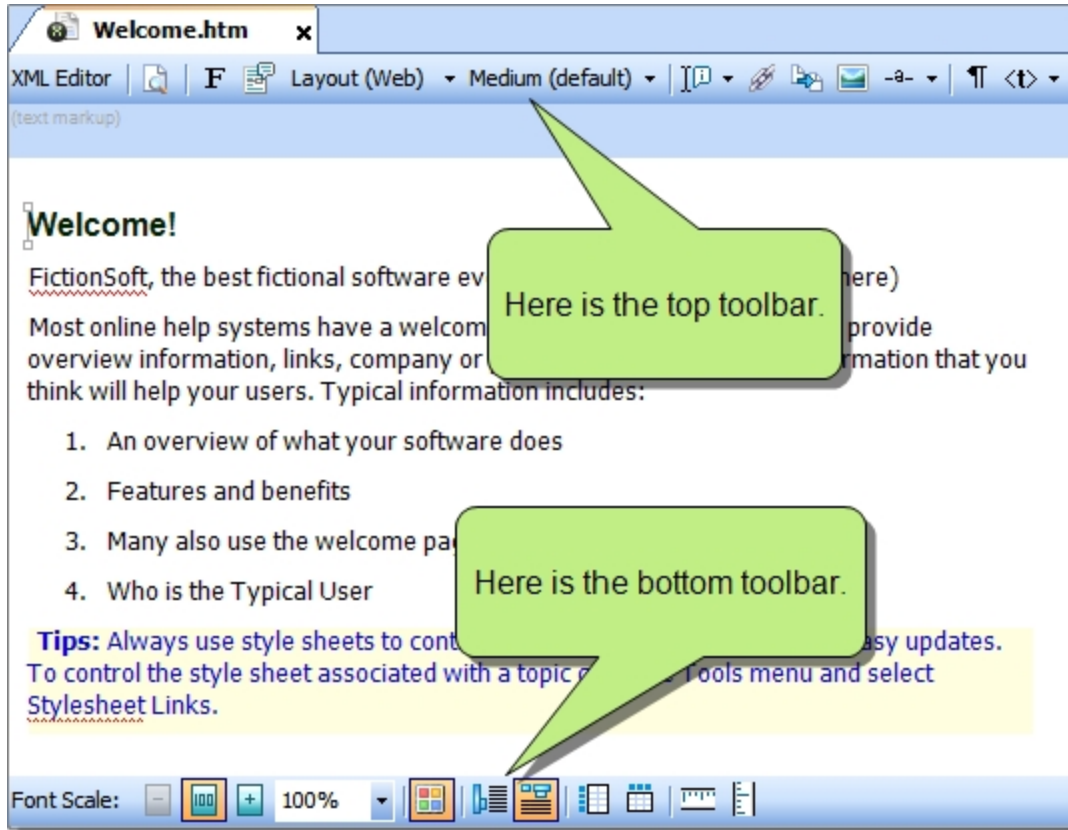 Welcome.htm
XML Editor F Layout (Web) Medium (default) -a- ¶ <t>
(text markup)
Welcome!
FictionSoft, the best fictional software ev here)
Here is the top toolbar.
Most online help systems have a welcom provide
overview information, links, company or rmation that you
think will help your users. Typical information includes:
1. An overview of what your software does
2. Features and benefits
3. Many also use the welcome pa
4. Who is the Typical User
Here is the bottom toolbar.
Tips: Always use style sheets to cont asy updates.
To control the style sheet associated with a topic Tools menu and select
Stylesheet Links.
Font Scale: - 100 + 100%